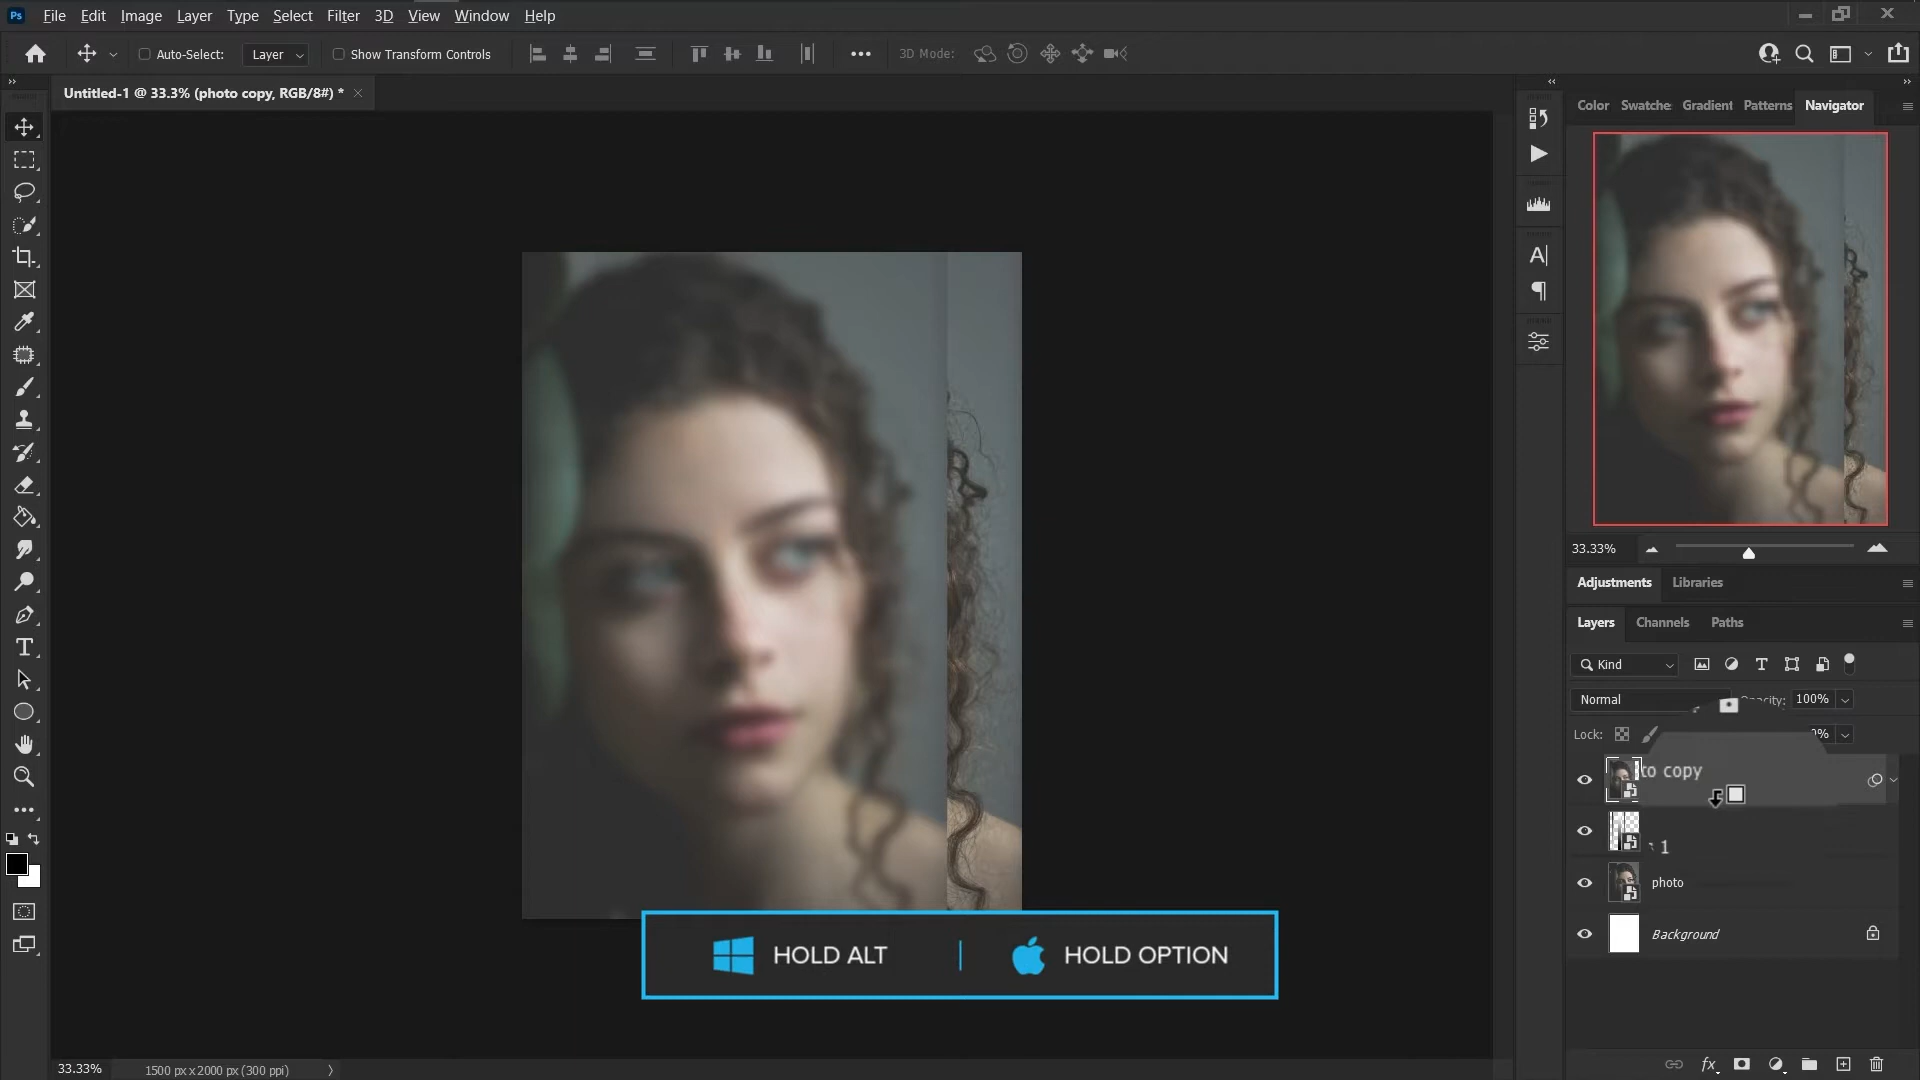 Ps File Edit Image Layer Type Select Filter 3D View Window Help
Auto-Select: Layer Show Transform Controls 3D Mode:
Untitled-1 @ 33.3% (photo copy, RGB/8#) *
Color Swatche Gradient Patterns Navigator
33.33%
Adjustments Libraries
Layers Channels Paths
Kind
Normal Opacity: 100%
Lock: 0%
to copy
1
photo
Background
HOLD ALT | HOLD OPTION
33.33% 1500 px x 2000 px (300 ppi)
fx